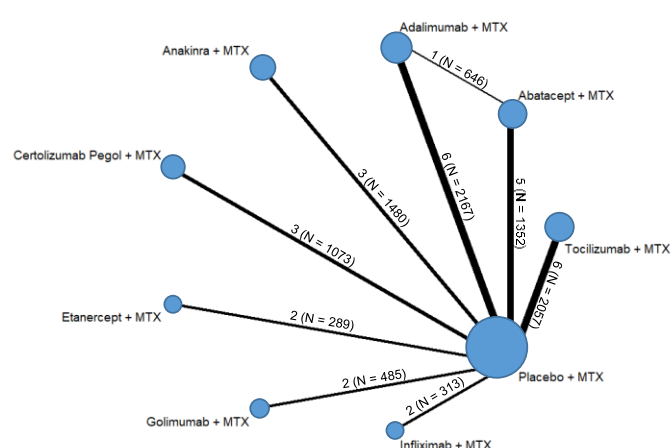 Adalimumab + MTX
Anakinra + MTX
1 (N = 646)
Abatacept + MTX
Certolizumab Pegol + MTX
3 (N = 1480)
6 (N = 2167)
5 (N = 1352)
3 (N = 1073)
Tocilizumab + MTX
6 (N = 2057)
Etanercept + MTX
2 (N = 289)
Placebo + MTX
2 (N = 485)
2 (N = 313)
Golimumab + MTX
Infliximab + MTX